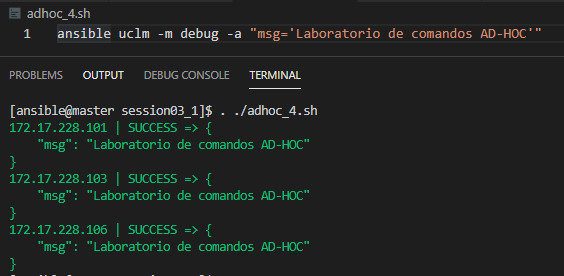 adhoc_4.sh
1 ansible uclm -m debug -a "msg='Laboratorio de comandos AD-HOC'"
PROBLEMS OUTPUT DEBUG CONSOLE TERMINAL
[ansible@master session03_1]$ . ./adhoc_4.sh
172.17.228.101 | SUCCESS => {
    "msg": "Laboratorio de comandos AD-HOC"
}
172.17.228.103 | SUCCESS => {
    "msg": "Laboratorio de comandos AD-HOC"
}
172.17.228.106 | SUCCESS => {
    "msg": "Laboratorio de comandos AD-HOC"
}